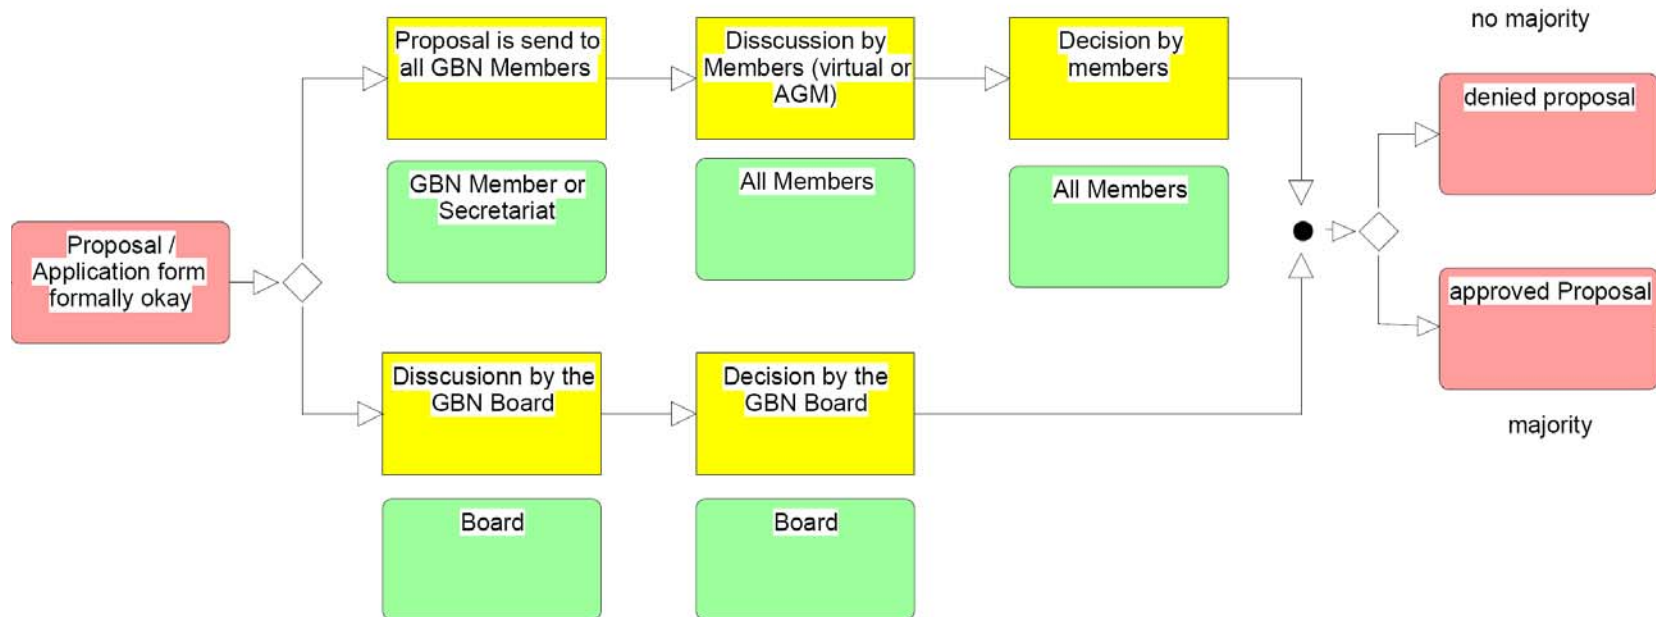 no majority
Proposal is send to
all GBN Members
Disscussion by
Members (virtual or
AGM)
Decision by
members
denied proposal
GBN Member or
Secretariat
All Members
All Members
Proposal /
Application form
formally okay
approved Proposal
Disscusionn by the
GBN Board
Decision by the
GBN Board
majority
Board
Board